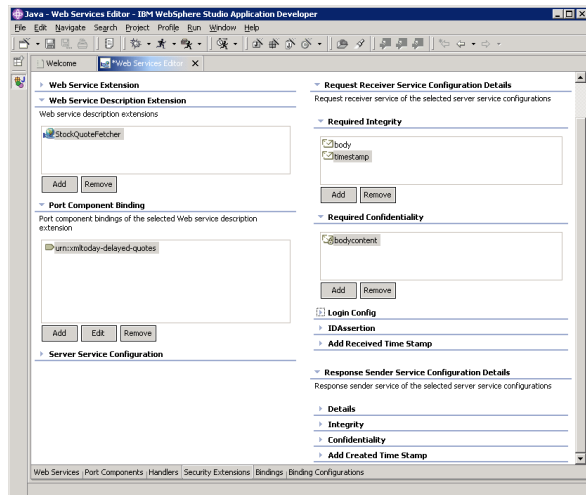 Java - Web Services Editor - IBM WebSphere Studio Application Developer
File Edit Navigate Search Project Profile Run Window Help
Welcome *Web Services Editor
Web Service Extension
Web Service Description Extension
Web service description extensions
StockQuoteFetcher
Add Remove
Port Component Binding
Port component bindings of the selected Web service description
extension
urn:xmltoday-delayed-quotes
Add Edit Remove
Server Service Configuration
Request Receiver Service Configuration Details
Request receiver service of the selected server service configurations
Required Integrity
body
timestamp
Add Remove
Required Confidentiality
bodycontent
Add Remove
Login Config
IDAssertion
Add Received Time Stamp
Response Sender Service Configuration Details
Response sender service of the selected server service configurations
Details
Integrity
Confidentiality
Add Created Time Stamp
Web Services Port Components Handlers Security Extensions Bindings Binding Configurations